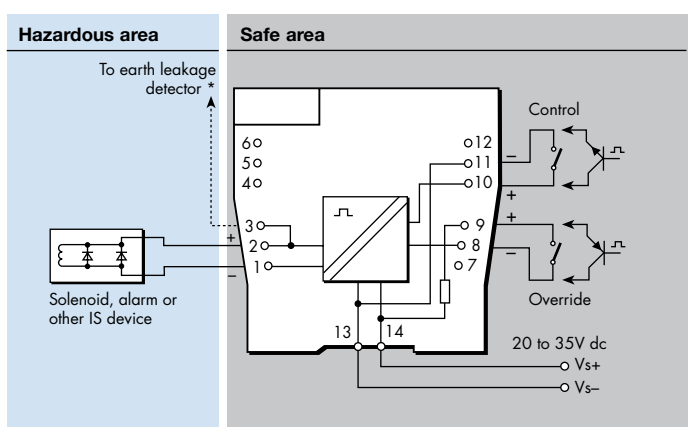 Hazardous area
Safe area
To earth leakage
detector *
Control
6
5
4
3
2
1
+
–
12
11
10
9
8
7
–
+
+
–
Solenoid, alarm or
other IS device
Override
13
14
20 to 35V dc
Vs+
Vs–